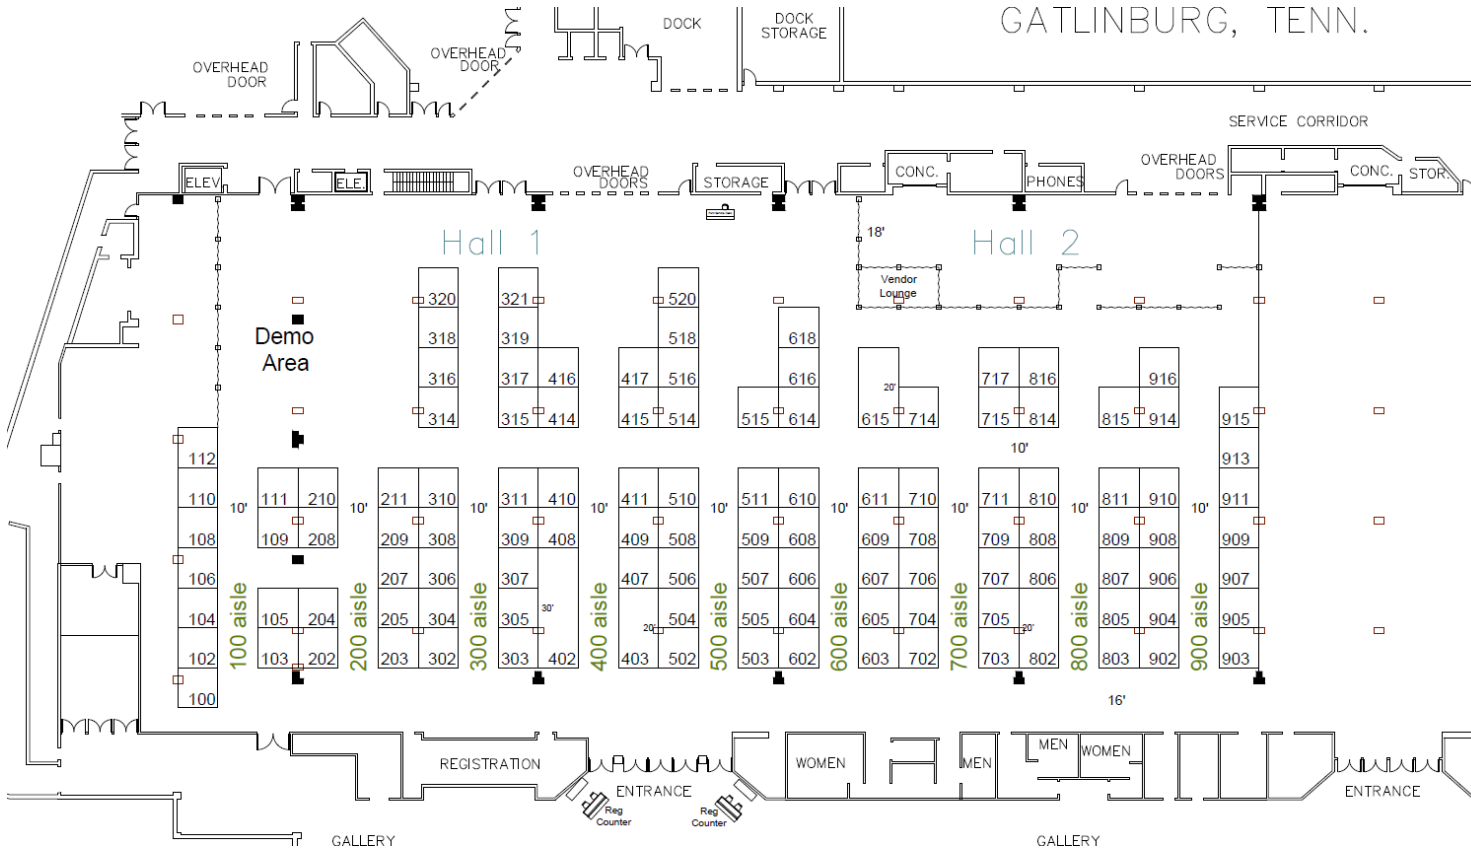 GATLINBURG, TENN.
DOCK
DOCK
STORAGE
OVERHEAD
DOOR
OVERHEAD
DOOR
SERVICE CORRIDOR
ELEV.
ELE.
OVERHEAD
DOORS
STORAGE
CONC.
PHONES
OVERHEAD
DOORS
CONC.
STOR.
Hall 1
18'
Hall 2
Vendor
Lounge
320 321 520
Demo
Area
318 319 518 618
316 317 416 417 516 616 20' 717 816 916
314 315 414 415 514 515 614 615 714 715 814 815 914 915
10'
112 913
110 10' 111 210 10' 211 310 10' 311 410 10' 411 510 10' 511 610 10' 611 710 10' 711 810 10' 811 910 10' 911
108 109 208 209 308 309 408 409 508 509 608 609 708 709 808 809 908 909
106 207 306 307 407 506 507 606 607 706 707 806 807 906 907
104 105 204 205 304 305 30' 504 505 604 605 704 705 805 904 905
20' 20'
102 103 202 203 302 303 402 403 502 503 602 603 702 703 802 803 902 903
100 aisle 200 aisle 300 aisle 400 aisle 500 aisle 600 aisle 700 aisle 800 aisle 900 aisle
100
16'
REGISTRATION
ENTRANCE
WOMEN
MEN
MEN
WOMEN
ENTRANCE
Reg
Counter
Reg
Counter
GALLERY
GALLERY